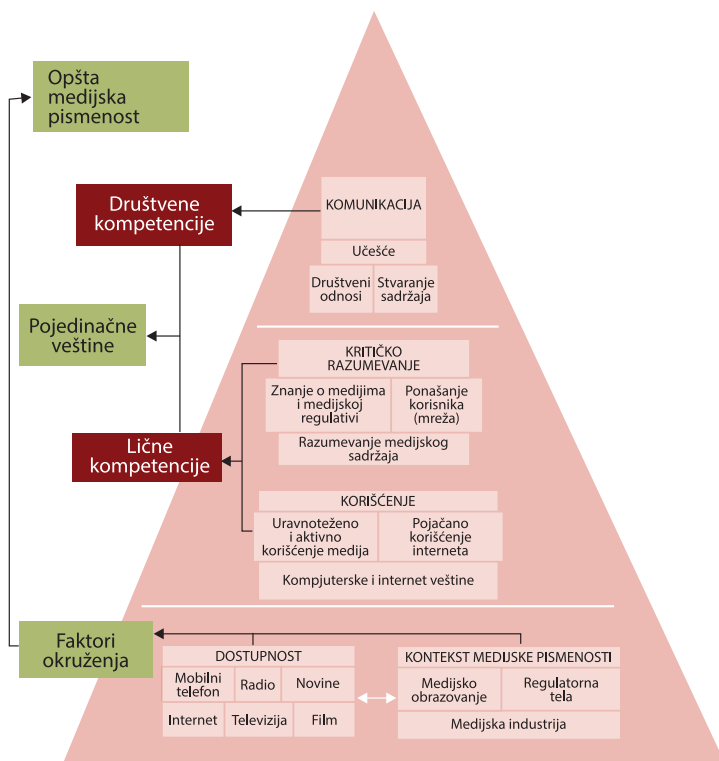 Opšta
medijska
pismenost
Društvene
kompetencije
KOMUNIKACIJA
Učešće
Društveni
odnosi
Stvaranje
sadržaja
Pojedinačne
veštine
KRITIČKO
RAZUMEVANJE
Znanje o medijima
i medijskoj
regulativi
Ponašanje
korisnika
(mreža)
Razumevanje medijskog
sadržaja
Lične
kompetencije
KORIŠĆENJE
Uravnoteženo
i aktivno
korišćenje medija
Pojačano
korišćenje
interneta
Kompjuterske i internet veštine
Faktori
okruženja
DOSTUPNOST
Mobilni
telefon
Radio
Novine
Internet
Televizija
Film
KONTEKST MEDIJSKE PISMENOSTI
Medijsko
obrazovanje
Regulatorna
tela
Medijska industrija